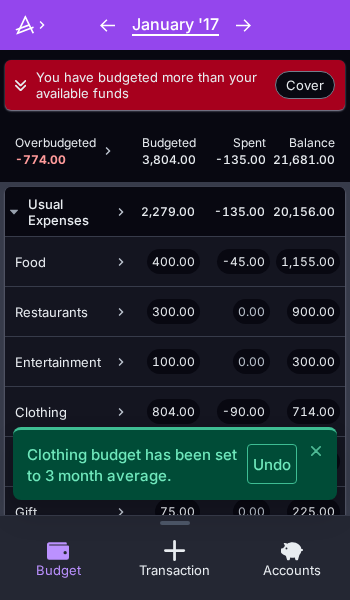 January '17
You have budgeted more than your
available funds
Cover
Overbudgeted Budgeted Spent Balance
-774.00 3,804.00 -135.00 21,681.00
Usual
Expenses
2,279.00 -135.00 20,156.00
Food 400.00 -45.00 1,155.00
Restaurants 300.00 0.00 900.00
Entertainment 100.00 0.00 300.00
Clothing 804.00 -90.00 714.00
Clothing budget has been set
to 3 month average.
Undo
Gift 75.00 0.00 225.00
Budget Transaction Accounts